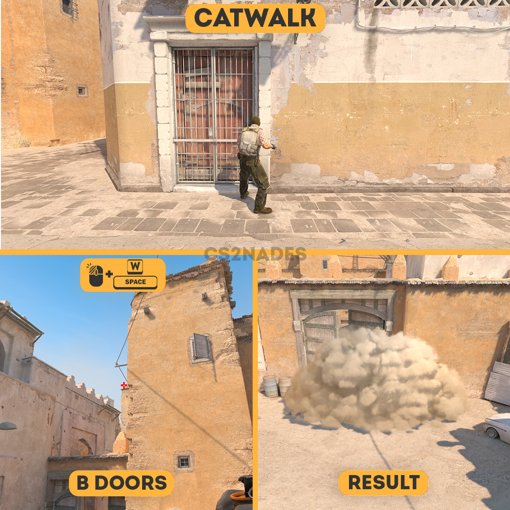 CATWALK
CS2NADES
+ W
SPACE
B DOORS
RESULT